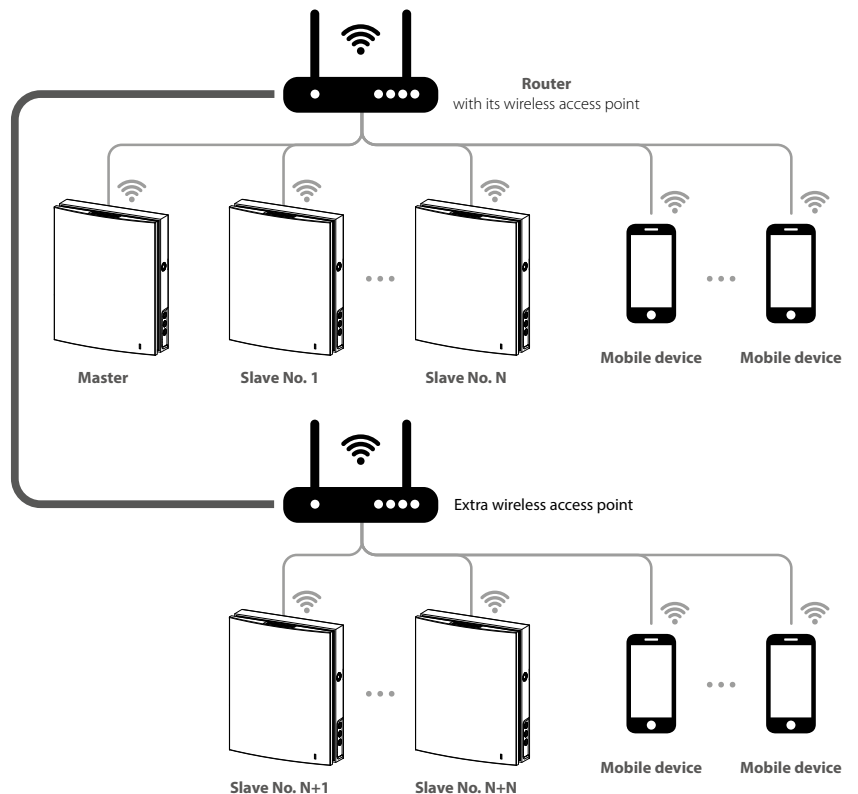 Router
with its wireless access point
Master
Slave No. 1
Slave No. N
Mobile device
Mobile device
Extra wireless access point
Slave No. N+1
Slave No. N+N
Mobile device
Mobile device